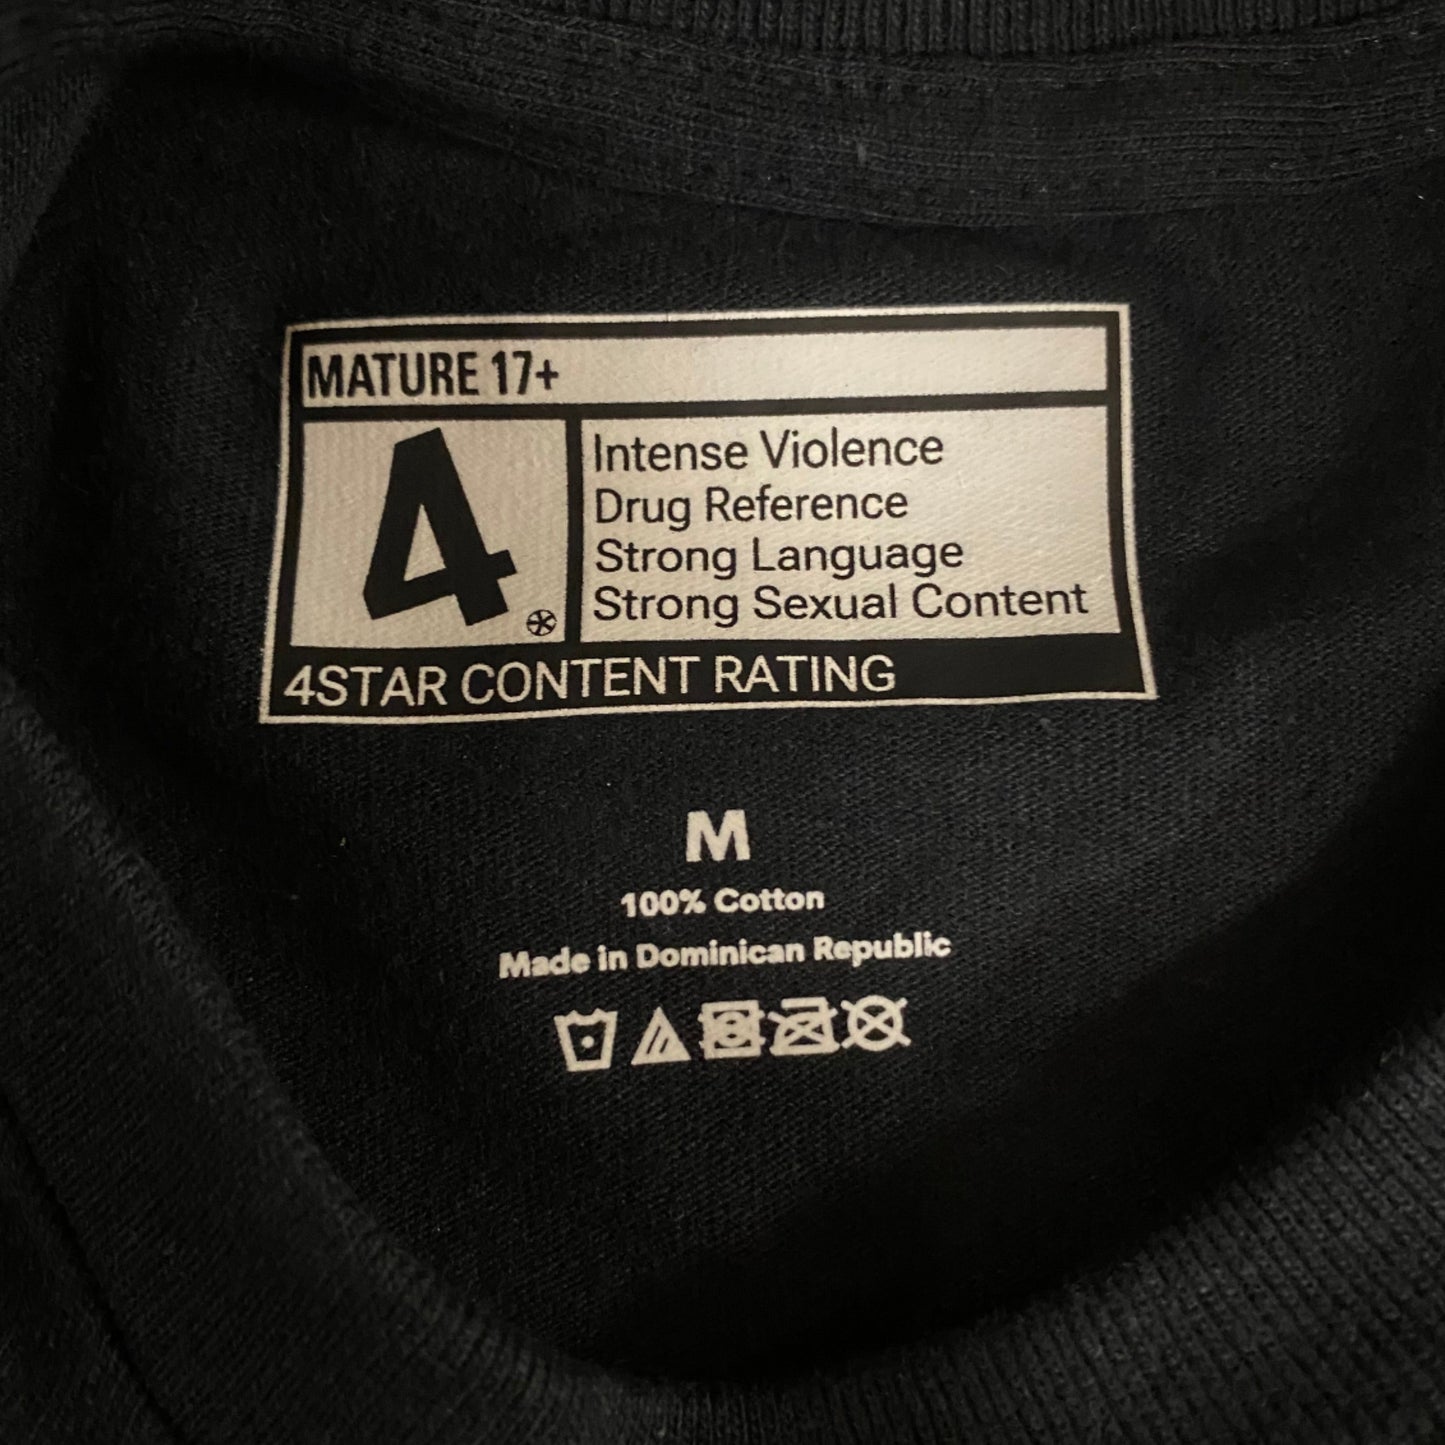 MATURE 17+
4
Intense Violence
Drug Reference
Strong Language
Strong Sexual Content
4STAR CONTENT RATING
M
100% Cotton
Made in Dominican Republic